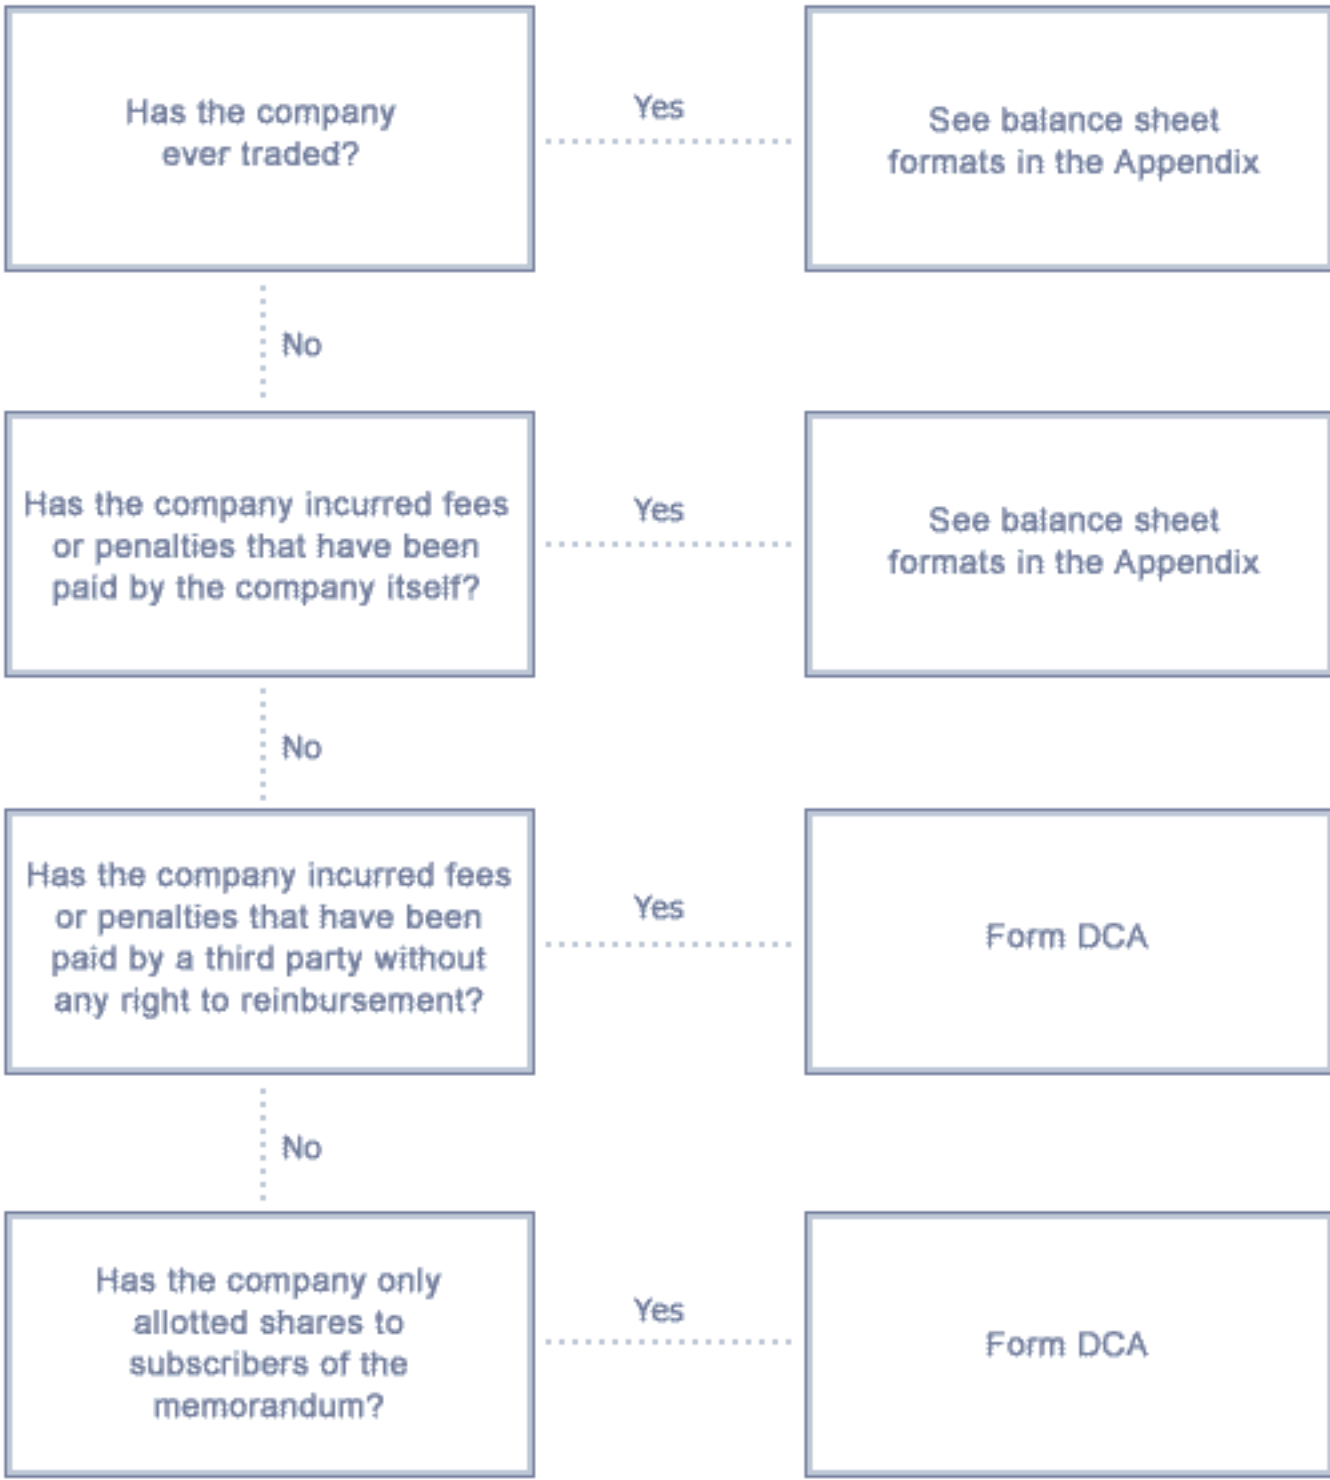 Has the company
ever traded?
Yes
See balance sheet
formats in the Appendix
No
Has the company incurred fees
or penalties that have been
paid by the company itself?
Yes
See balance sheet
formats in the Appendix
No
Has the company incurred fees
or penalties that have been
paid by a third party without
any right to reinbursement?
Yes
Form DCA
No
Has the company only
allotted shares to
subscribers of the
memorandum?
Yes
Form DCA